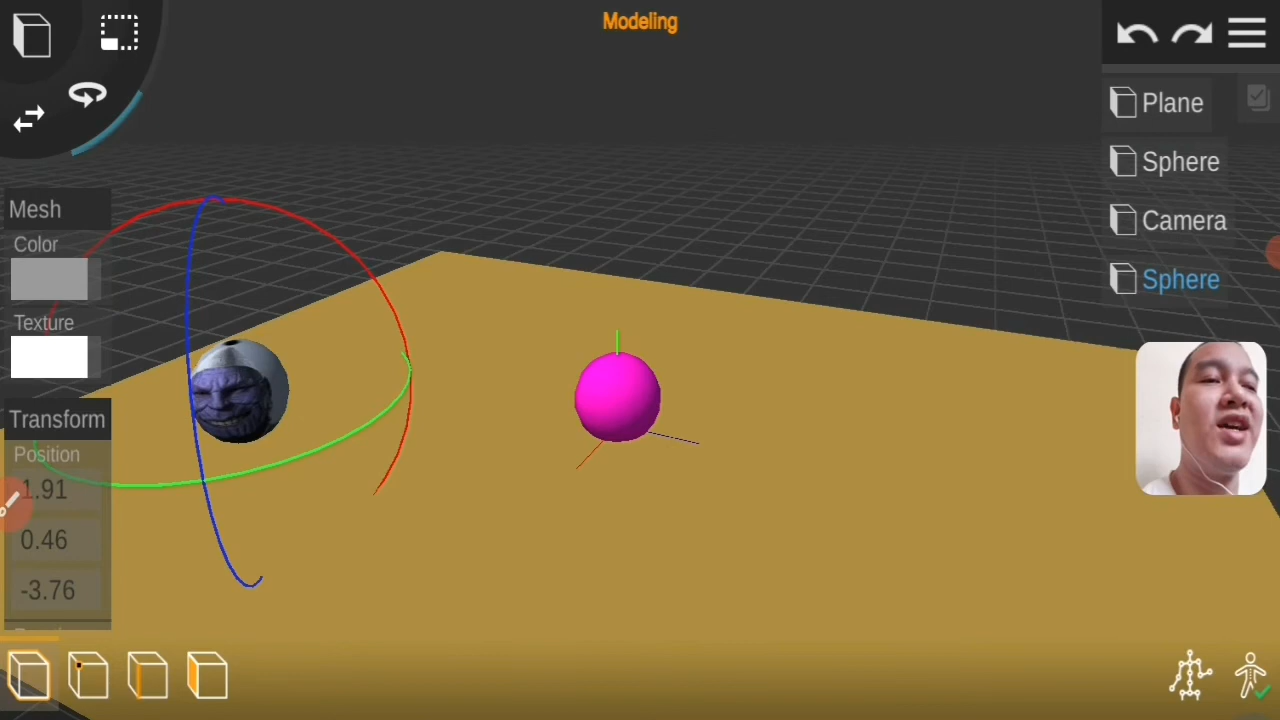 Modeling
Plane
Sphere
Camera
Sphere
Mesh
Color
Texture
Transform
Position
1.91
0.46
-3.76